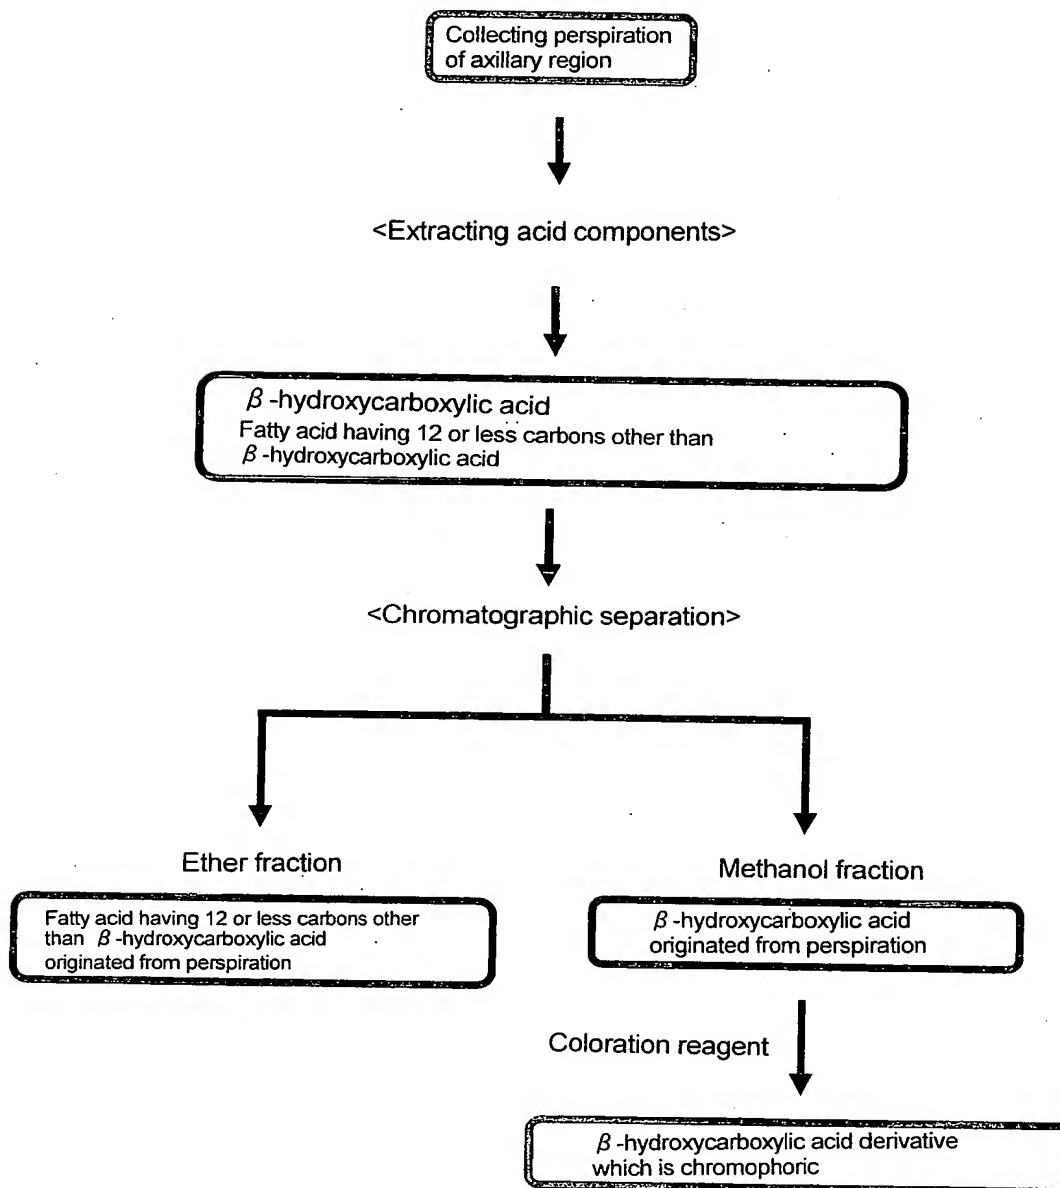 Collecting perspiration
of axillary region
<Extracting acid components>
β-hydroxycarboxylic acid
Fatty acid having 12 or less carbons other than
β-hydroxycarboxylic acid
<Chromatographic separation>
Ether fraction
Fatty acid having 12 or less carbons other
than β-hydroxycarboxylic acid
originated from perspiration
Methanol fraction
β-hydroxycarboxylic acid
originated from perspiration
Coloration reagent
β-hydroxycarboxylic acid derivative
which is chromophoric